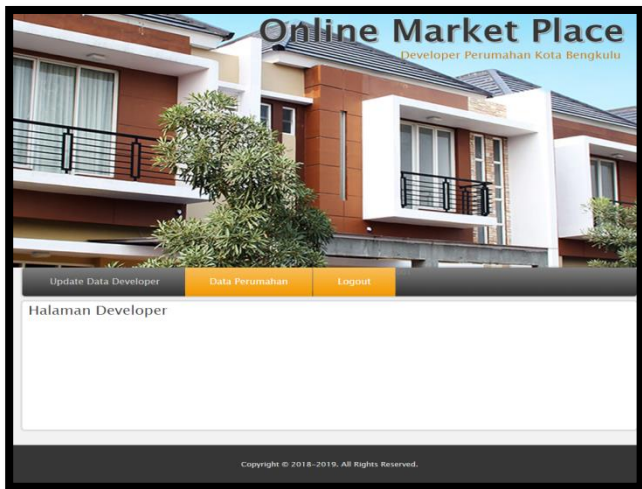 Online Market Place
Developer Perumahan Kota Bengkulu
Update Data Developer Data Perumahan Logout
Halaman Developer
Copyright © 2018-2019. All Rights Reserved.